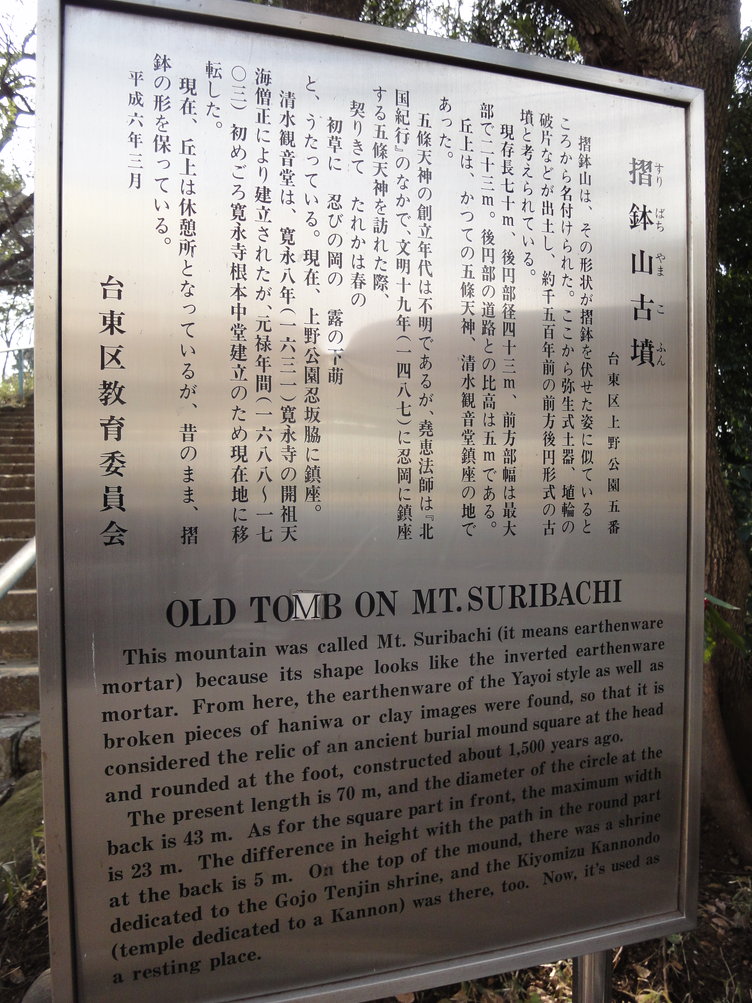 摺鉢山古墳
すり ばち やま こ ふん
台東区上野公園五番
摺鉢山は、その形状が摺鉢を伏せた姿に似ていると
ころから名付けられた。ここから弥生式土器、埴輪の
破片などが出土し、約千五百年前の前方後円形式の古
墳と考えられている。
現存長七十m、後円部径四十三m、前方部幅は最大
部で二十三m。後円部の道路との比高は五mである。
丘上は、かつての五條天神、清水観音堂鎮座の地で
あった。
五條天神の創立年代は不明であるが、堯恵法師は『北
国紀行』のなかで、文明十九年(一四八七)に忍岡に鎮座
する五條天神を訪れた際、
契りきて たれかは春の
初草に 忍びの岡の 露の下萌
と、うたっている。現在、上野公園忍坂脇に鎮座。
清水観音堂は、寛永八年(一六三一)寛永寺の開祖天
海僧正により建立されたが、元禄年間(一六八八〜一七
〇三)初めごろ寛永寺根本中堂建立のため現在地に移
転した。
現在、丘上は休憩所となっているが、昔のまま、摺
鉢の形を保っている。
平成六年三月
台東区教育委員会
OLD TOMB ON MT. SURIBACHI
This mountain was called Mt. Suribachi (it means earthenware
mortar) because its shape looks like the inverted earthenware
mortar. From here, the earthenware of the Yayoi style as well as
broken pieces of haniwa or clay images were found, so that it is
considered the relic of an ancient burial mound square at the head
and rounded at the foot, constructed about 1,500 years ago.
The present length is 70 m, and the diameter of the circle at the
back is 43 m. As for the square part in front, the maximum width
is 23 m. The difference in height with the path in the round part
at the back is 5 m. On the top of the mound, there was a shrine
dedicated to the Gojo Tenjin shrine, and the Kiyomizu Kannondo
(temple dedicated to a Kannon) was there, too. Now, it's used as
a resting place.